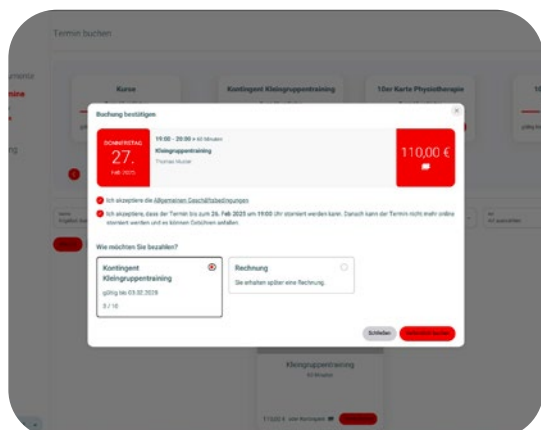 Termin buchen
Kurse
Kontingent Kleingruppentraining
10er Karte Physiotherapie
Buchung bestätigen
DONNERSTAG
27.
Feb 2025
19:00 - 20:00
60 Minuten
Kleingruppentraining
Thomas Muster
110,00 €
Ich akzeptiere die Allgemeinen Geschäftsbedingungen
Ich akzeptiere, dass der Termin bis zum 26. Feb 2025 um 19:00 Uhr storniert werden kann. Danach kann der Termin nicht mehr online
storniert werden und es können Gebühren anfallen.
Wie möchten Sie bezahlen?
Kontingent
Kleingruppentraining
gültig bis 03.02.2026
Rechnung
Sie erhalten später eine Rechnung.
Schließen
Kleingruppentraining
60 Minuten
oder Kontingent